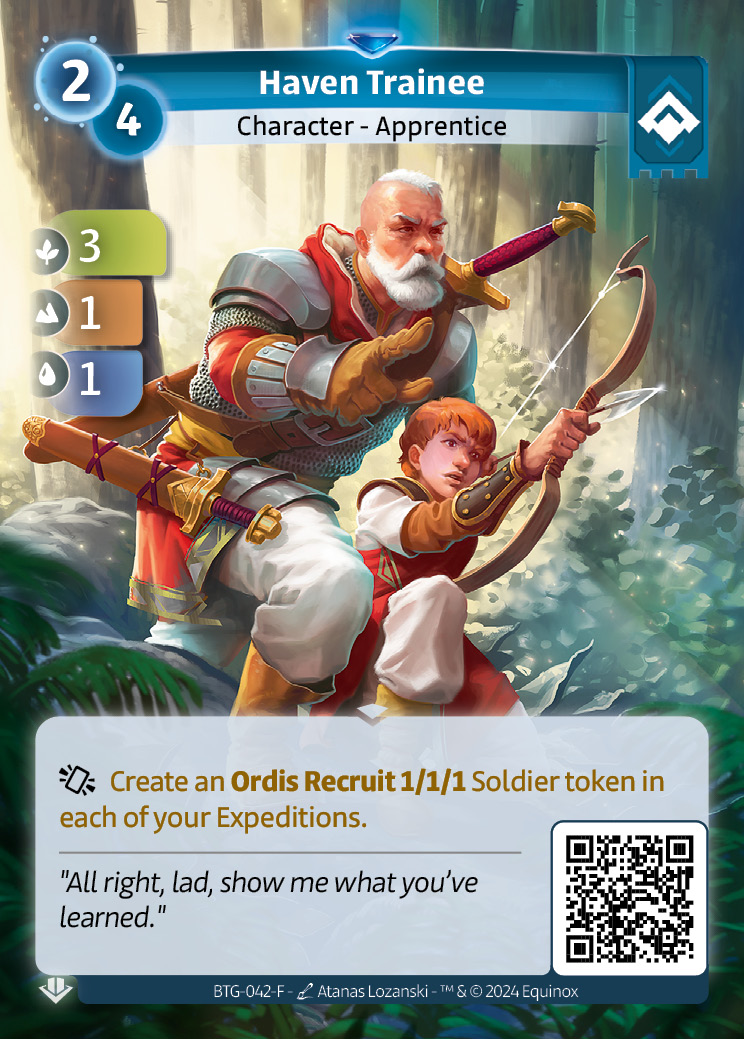 2
Haven Trainee
4
Character - Apprentice
3
1
1
Create an Ordis Recruit 1/1/1 Soldier token in
each of your Expeditions.
"All right, lad, show me what you've
learned."
BTG-042-F - Atanas Lozanski - ™ & © 2024 Equinox